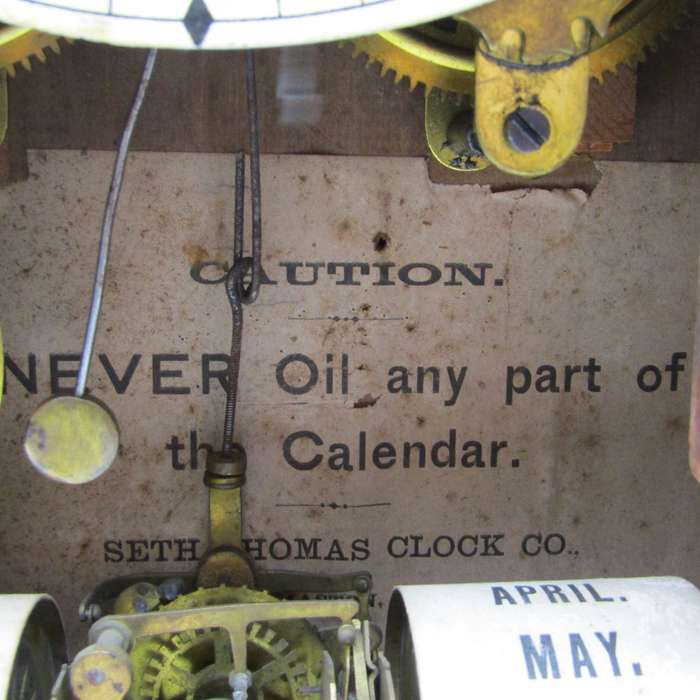 CAUTION.
NEVER Oil any part of
the Calendar.
SETH THOMAS CLOCK CO.,
APRIL.
MAY.